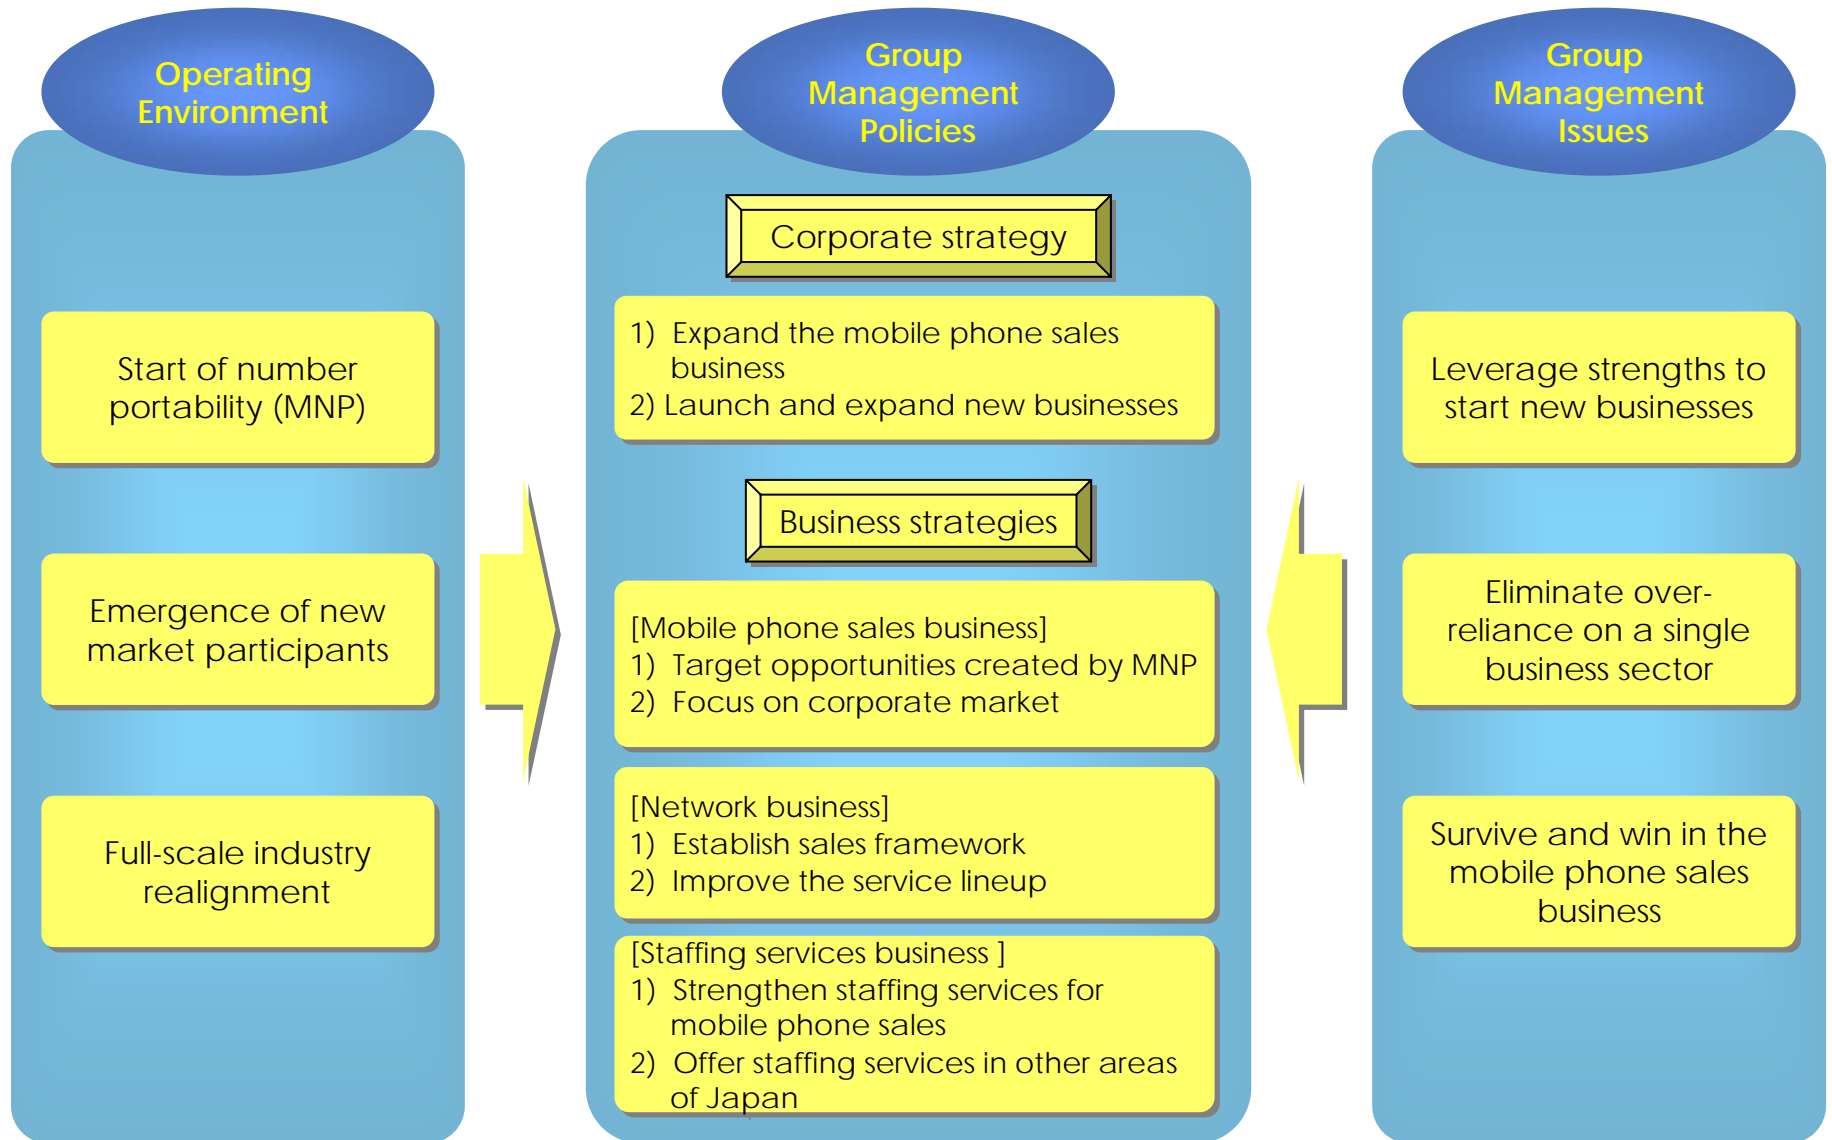 Operating
Environment
Start of number
portability (MNP)
Emergence of new
market participants
Full-scale industry
realignment
Group
Management
Policies
Corporate strategy
1) Expand the mobile phone sales
business
2) Launch and expand new businesses
Business strategies
[Mobile phone sales business]
1) Target opportunities created by MNP
2) Focus on corporate market
[Network business]
1) Establish sales framework
2) Improve the service lineup
[Staffing services business ]
1) Strengthen staffing services for
mobile phone sales
2) Offer staffing services in other areas
of Japan
Group
Management
Issues
Leverage strengths to
start new businesses
Eliminate over-
reliance on a single
business sector
Survive and win in the
mobile phone sales
business